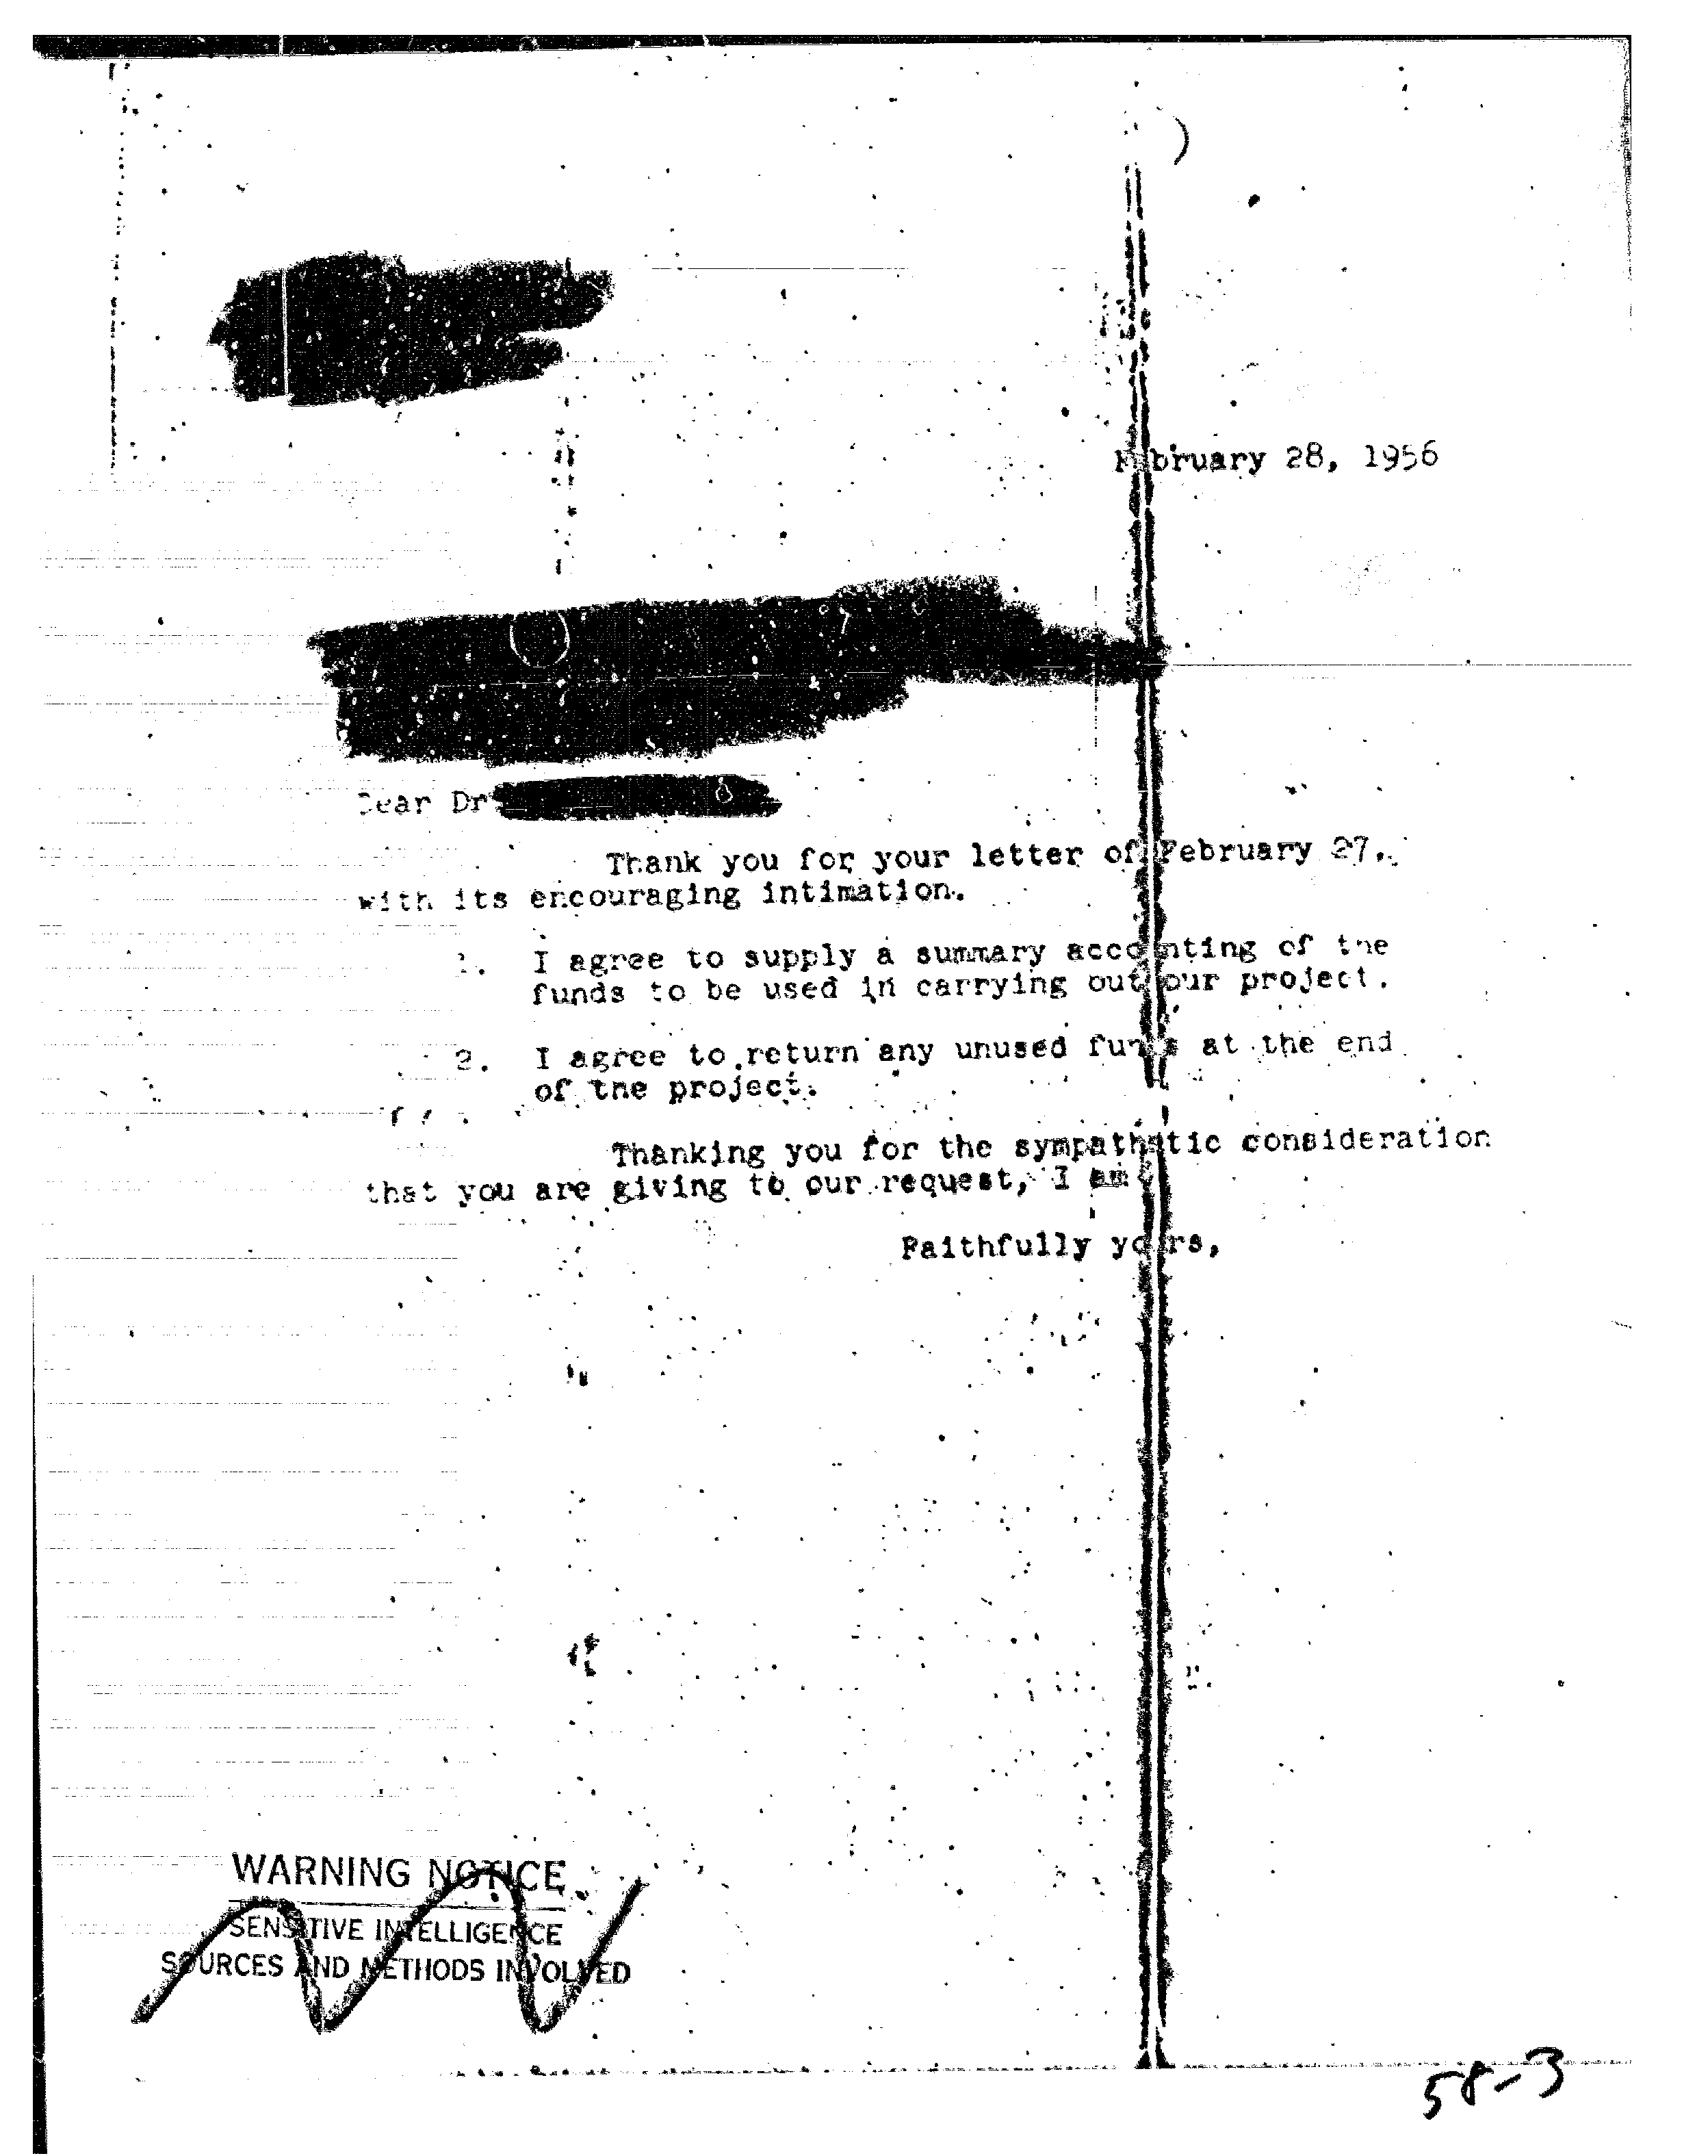 February 28, 1956
Dear Dr
Thank you for your letter of February 27,
with its encouraging intimation.
1. I agree to supply a summary accounting of the
funds to be used in carrying out our project.
2. I agree to return any unused funds at the end
of the project.
Thanking you for the sympathetic consideration
that you are giving to our request, I am
Faithfully yours,
WARNING NOTICE
SENSITIVE INTELLIGENCE
SOURCES AND METHODS INVOLVED
58-3